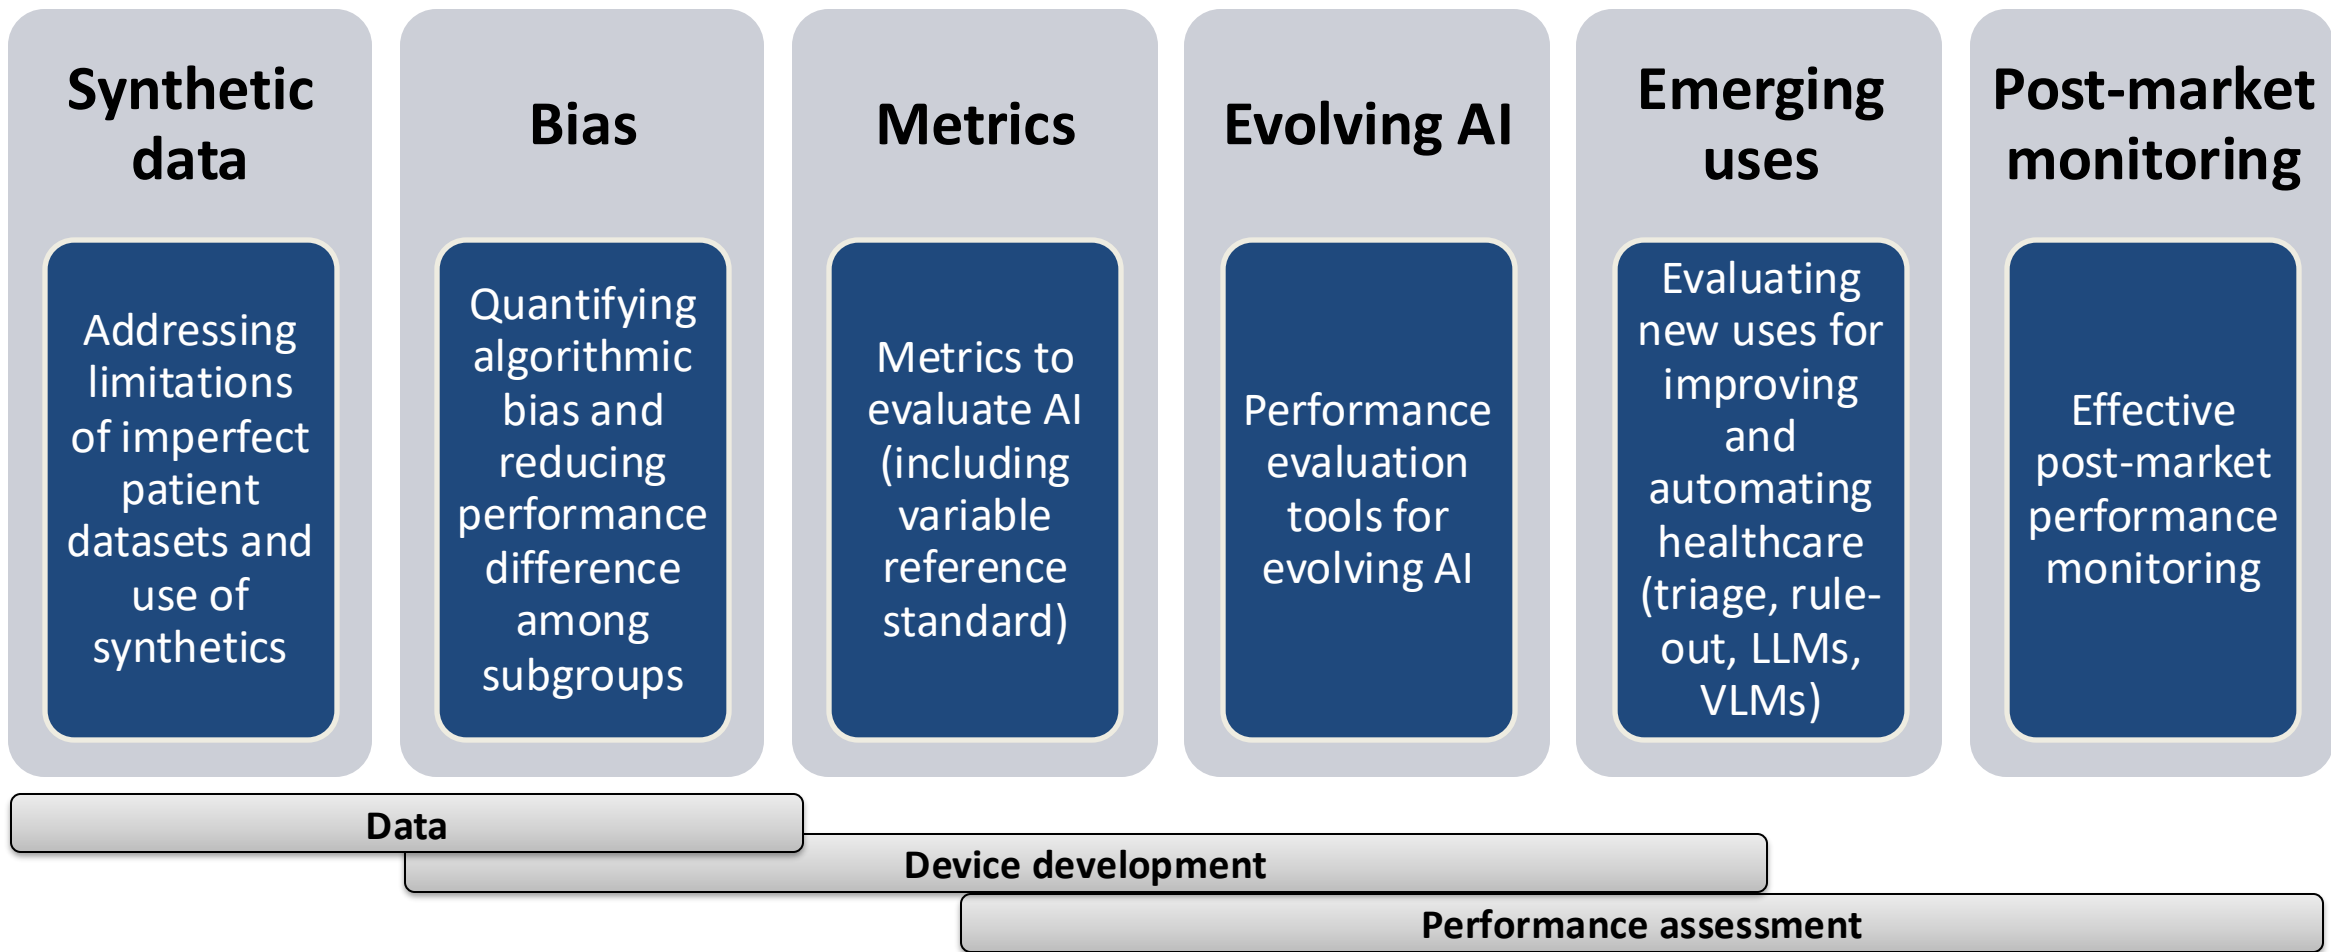 Synthetic
data
Addressing
limitations
of imperfect
patient
datasets and
use of
synthetics
Bias
Quantifying
algorithmic
bias and
reducing
performance
difference
among
subgroups
Metrics
Metrics to
evaluate AI
(including
variable
reference
standard)
Evolving AI
Performance
evaluation
tools for
evolving AI
Emerging
uses
Evaluating
new uses for
improving
and
automating
healthcare
(triage, rule-
out, LLMs,
VLMs)
Post-market
monitoring
Effective
post-market
performance
monitoring
Data
Device development
Performance assessment